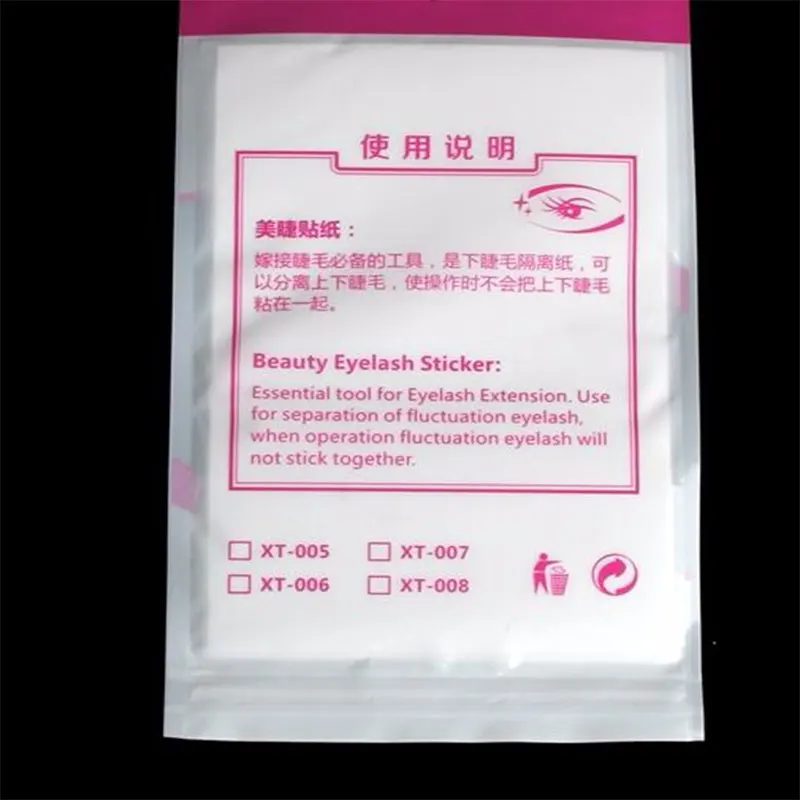 使用说明
美睫贴纸：
嫁接睫毛必备的工具，是下睫毛隔离纸，可
以分离上下睫毛，使操作时不会把上下睫毛
粘在一起。
Beauty Eyelash Sticker:
Essential tool for Eyelash Extension. Use
for separation of fluctuation eyelash,
when operation fluctuation eyelash will
not stick together.
XT-005 XT-007
XT-006 XT-008